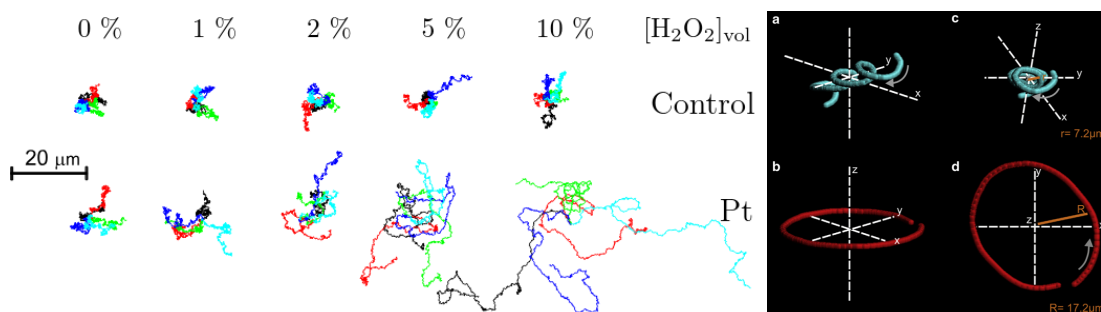 0 % 1 % 2 % 5 % 10 % [H₂O₂]vol
Control
20 μm
Pt
a
z
y
x
c
z
y
x
r = 7.2μm
b
z
y
x
d
y
z
R
x
R= 17.2μm